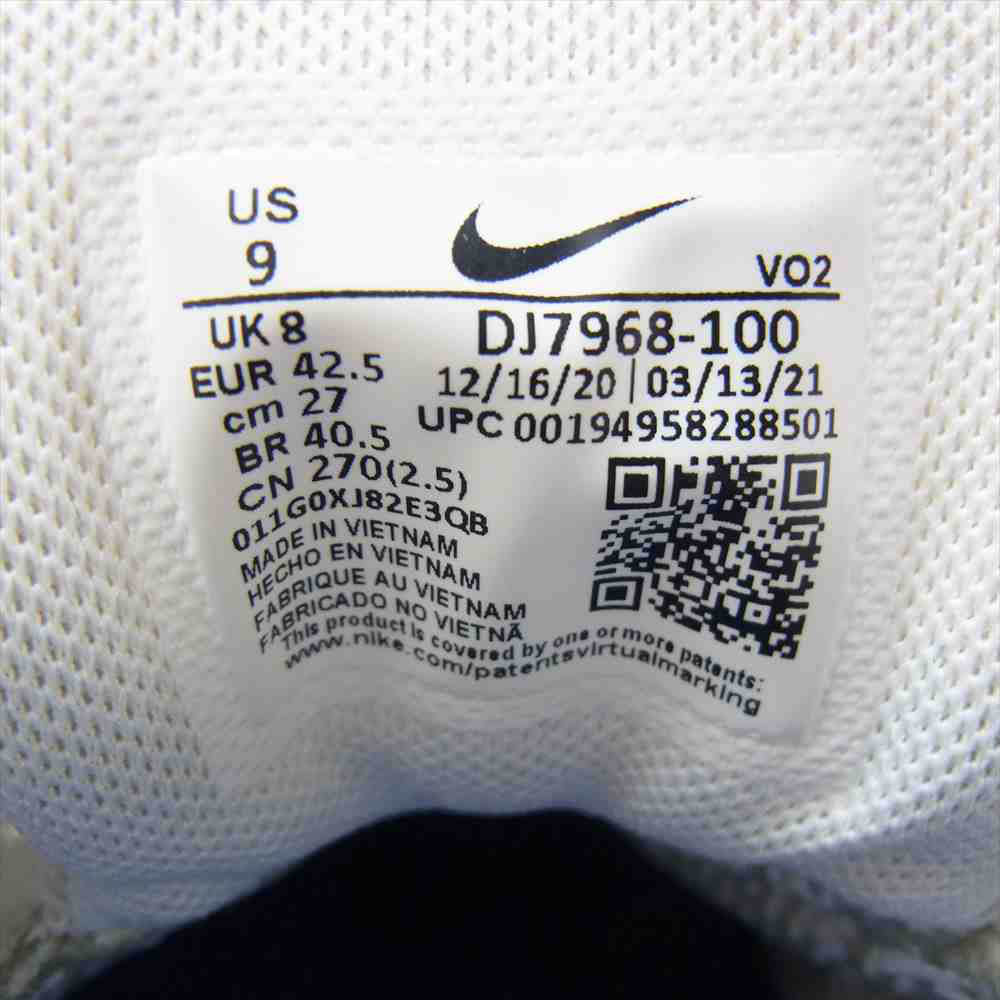 US
9
VO2
UK 8
EUR 42.5
cm 27
BR 40.5
CN 270(2.5)
011G0XJ82E3QB
DJ7968-100
12/16/20 | 03/13/21
UPC 00194958288501
MADE IN VIETNAM
HECHO EN VIETNAM
FABRIQUE AU VIETNAM
FABRICADO NO VIETNÃ
This product is covered by one or more patents:
www.nike.com/patentsvirtualmarking